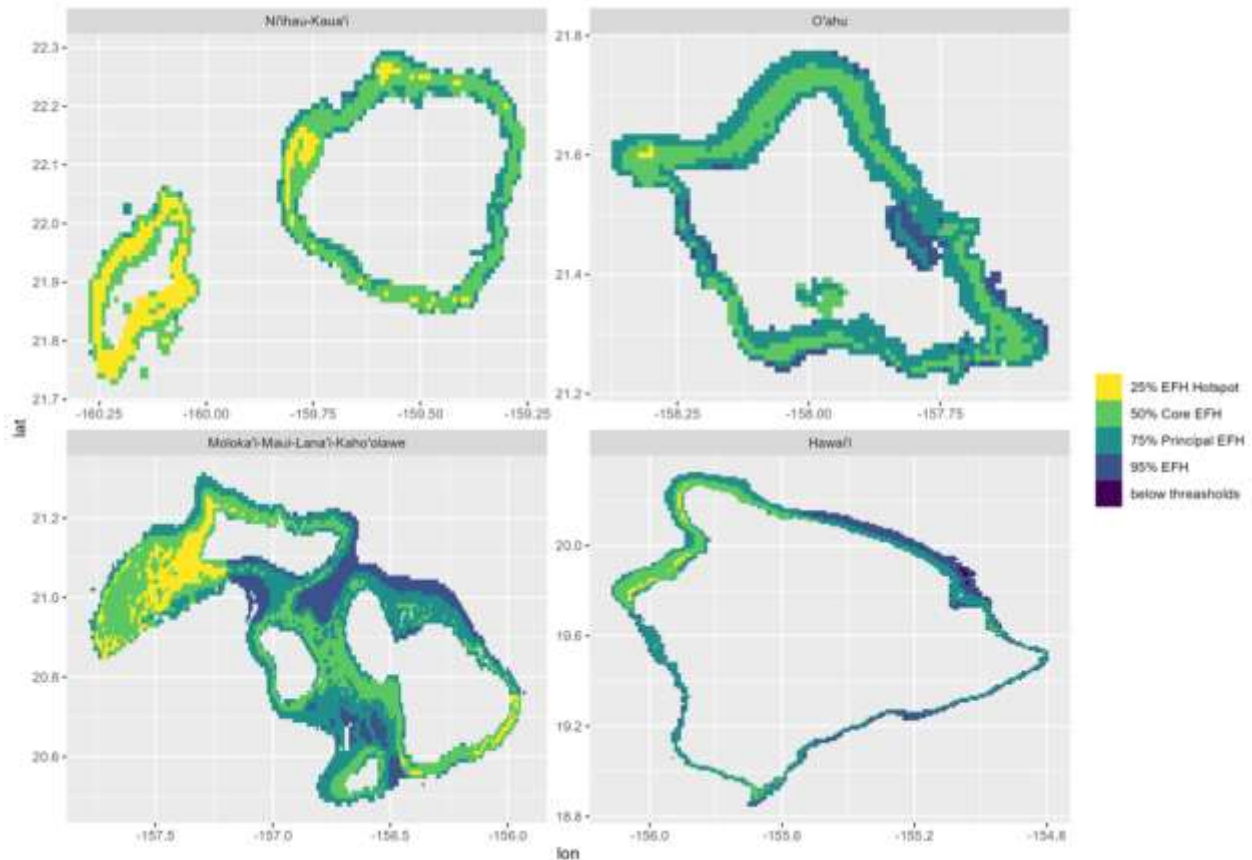 Ni'ihau-Kaua'i
22.3
22.2
22.1
22.0
21.9
21.8
21.7
-160.25 -160.00 -159.75 -159.50 -159.25
O'ahu
21.8
21.6
21.4
21.2
-158.25 -158.00 -157.75
lat
Moloka'i-Maui-Lana'i-Kaho'olawe
21.2
21.0
20.8
20.6
-157.5 -157.0 -156.5 -156.0
Hawai'i
20.0
19.6
19.2
18.8
-156.0 -155.6 -155.2 -154.8
lon
25% EFH Hotspot
50% Core EFH
75% Principal EFH
95% EFH
below threasholds